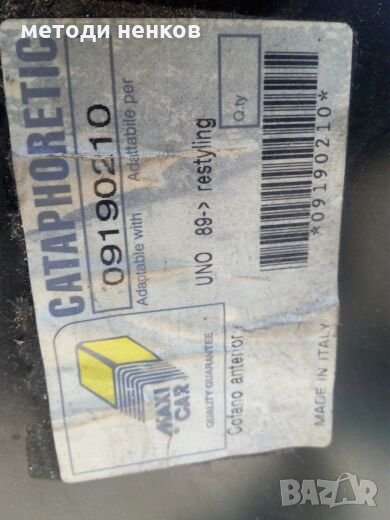 методи ненков
CATAPHORETIC
09190210
Adaptable with
Adattabile per
UNO 89-> restyling
Q.ty
*09190210*
MAXI
CAR
QUALITY GUARANTEE
Cofano anterior
MADE IN ITALY
BAZAR